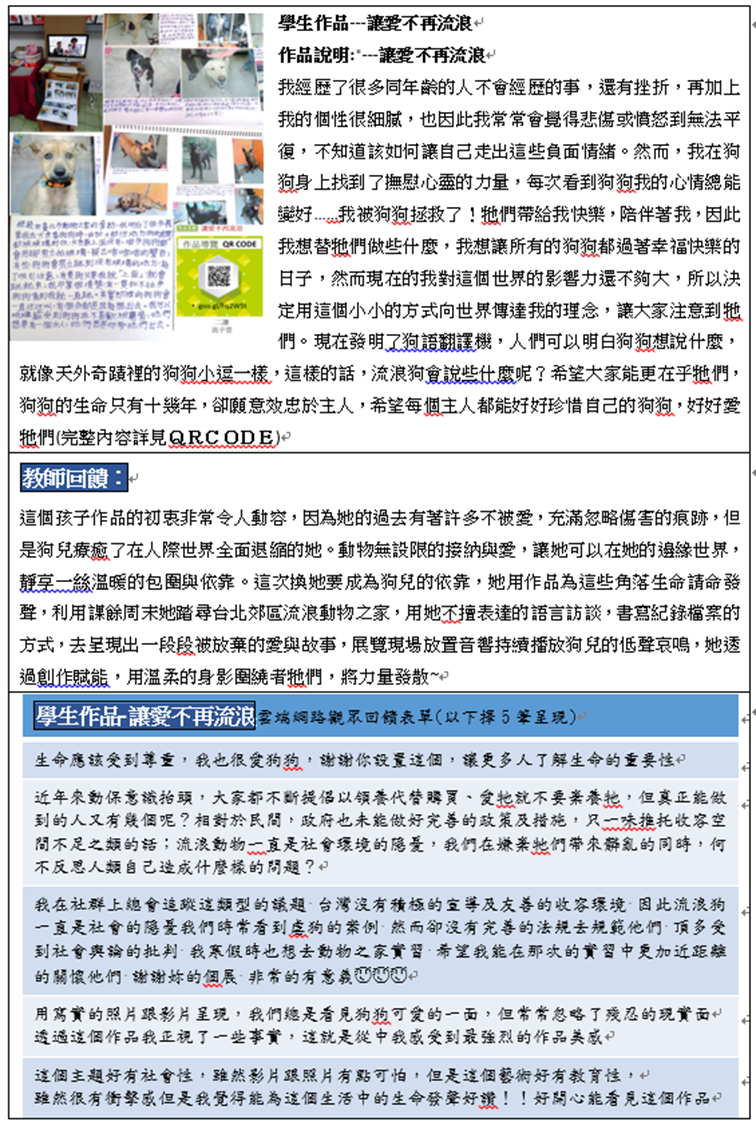 學生作品---讓愛不再流浪
作品說明:---讓愛不再流浪
我經歷了很多同年齡的人不會經歷的事，還有挫折，再加上
我的個性很細膩，也因此我常常會覺得悲傷或憤怒到無法平
復，不知道該如何讓自己走出這些負面情緒。然而，我在狗
狗身上找到了撫慰心靈的力量，每次看到狗狗我的心情總能
變好……我被狗狗拯救了！牠們帶給我快樂，陪伴著我，因此
我想替牠們做些什麼，我想讓所有的狗狗都過著幸福快樂的
日子，然而現在的我對這個世界的影響力還不夠大，所以決
定用這個小小的方式向世界傳達我的理念，讓大家注意到牠
們。現在發明了狗語翻譯機，人們可以明白狗狗想說什麼，
就像天外奇蹟裡的狗狗小逗一樣，這樣的話，流浪狗會說些什麼呢？希望大家能更在乎牠們，
狗狗的生命只有十幾年，卻願意效忠於主人，希望每個主人都能好好珍惜自己的狗狗，好好愛
牠們(完整內容詳見QRCODE)
讓愛不再流浪
作品導覽 QR CODE
goo.gl/Fq2W5t
教師回饋：
這個孩子作品的初衷非常令人動容，因為她的過去有著許多不被愛，充滿忽略傷害的痕跡，但
是狗兒療癒了在人際世界全面退縮的她。動物無設限的接納與愛，讓她可以在她的邊緣世界，
靜享一絲溫暖的包圍與依靠。這次換她要成為狗兒的依靠，她用作品為這些角落生命請命發
聲，利用課餘周末她踏尋台北郊區流浪動物之家，用她不擅表達的語言訪談，書寫紀錄檔案的
方式，去呈現出一段段被放棄的愛與故事，展覽現場放置音響持續播放狗兒的低聲哀鳴，她透
過創作賦能，用溫柔的身影圍繞者牠們，將力量發散~
學生作品-讓愛不再流浪雲端網路觀眾回饋表單(以下擇5筆呈現)
生命應該受到尊重，我也很愛狗狗，謝謝你設置這個，讓更多人了解生命的重要性
近年來動保意識抬頭，大家都不斷提倡以領養代替購買、愛牠就不要棄養牠，但真正能做
到的人又有幾個呢？相對於民間，政府也未能做好完善的政策及措施，只一味推托收容空
間不足之類的話；流浪動物一直是社會環境的隱憂，我們在嫌棄牠們帶來髒亂的同時，何
不反思人類自己造成什麼樣的問題？
我在社群上總會追蹤這類型的議題 台灣沒有積極的宣導及友善的收容環境 因此流浪狗
一直是社會的隱憂我們時常看到虐狗的案例 然而卻沒有完善的法規去規範他們 頂多受
到社會輿論的批判 我寒假時也想去動物之家實習 希望我能在那次的實習中更加近距離
的關懷他們 謝謝妳的個展 非常的有意義
用寫實的照片跟影片呈現，我們總是看見狗狗可愛的一面，但常常忽略了殘忍的現實面
透過這個作品我正視了一些事實，這就是從中我感受到最強烈的作品美感
這個主題好有社會性，雖然影片跟照片有點可怕，但是這個藝術好有教育性，
雖然很有衝擊感但是我覺得能為這個生活中的生命發聲好讚！！好開心能看見這個作品